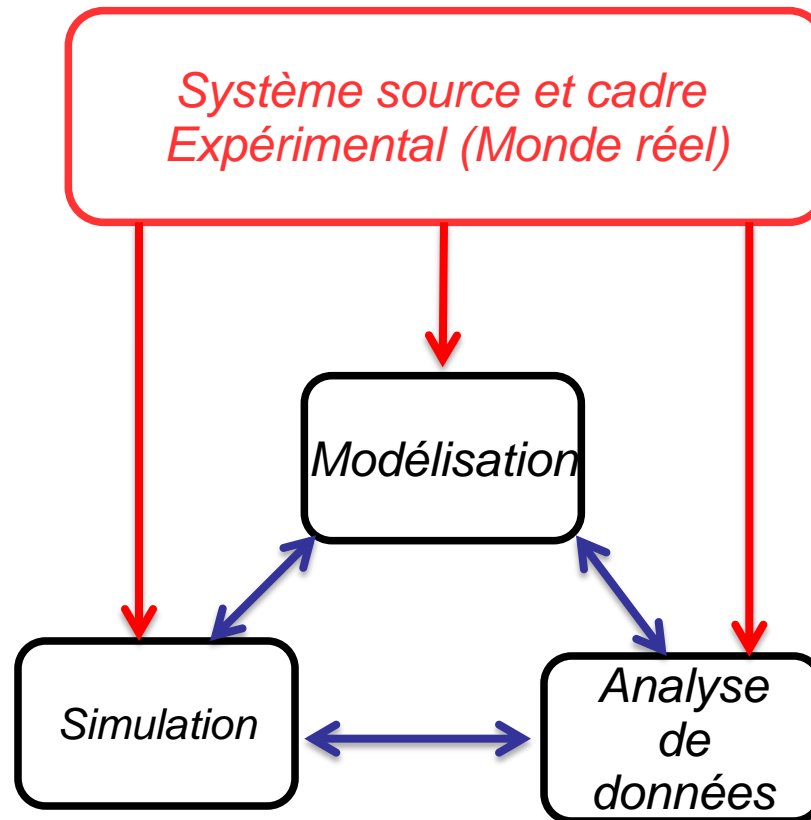 Système source et cadre
Expérimental (Monde réel)
Modélisation
Simulation
Analyse
de
données